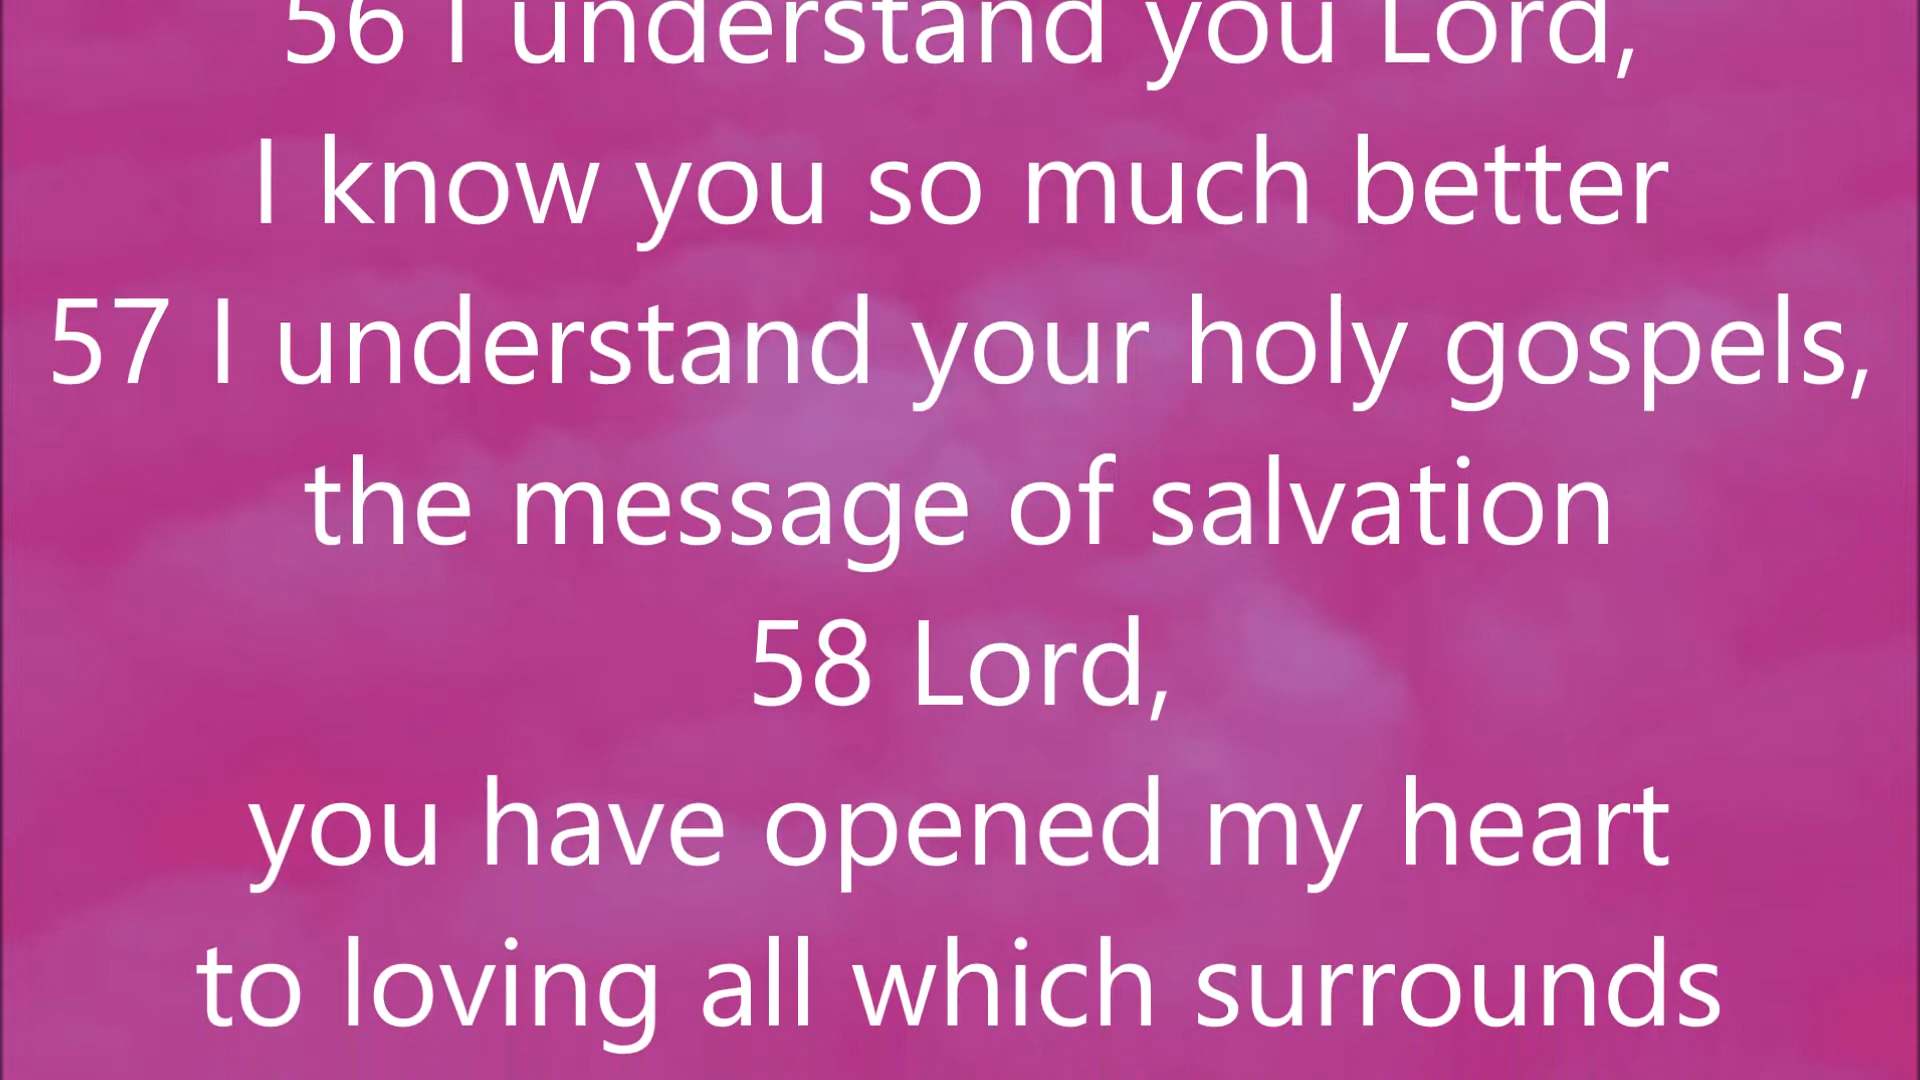 56 I understand you Lord,
I know you so much better
57 I understand your holy gospels,
the message of salvation
58 Lord,
you have opened my heart
to loving all which surrounds